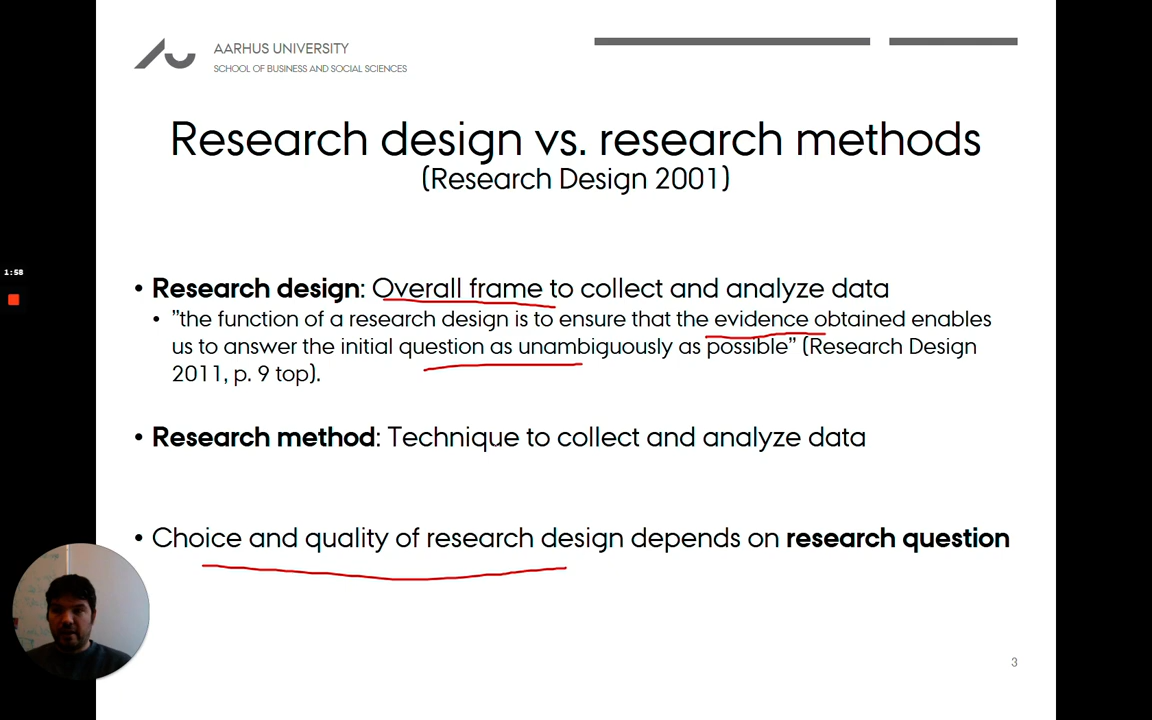 AARHUS UNIVERSITY
SCHOOL OF BUSINESS AND SOCIAL SCIENCES
Research design vs. research methods
(Research Design 2001)
1:58
• Research design: Overall frame to collect and analyze data
• ”the function of a research design is to ensure that the evidence obtained enables
us to answer the initial question as unambiguously as possible” (Research Design
2011, p. 9 top).
• Research method: Technique to collect and analyze data
• Choice and quality of research design depends on research question
3